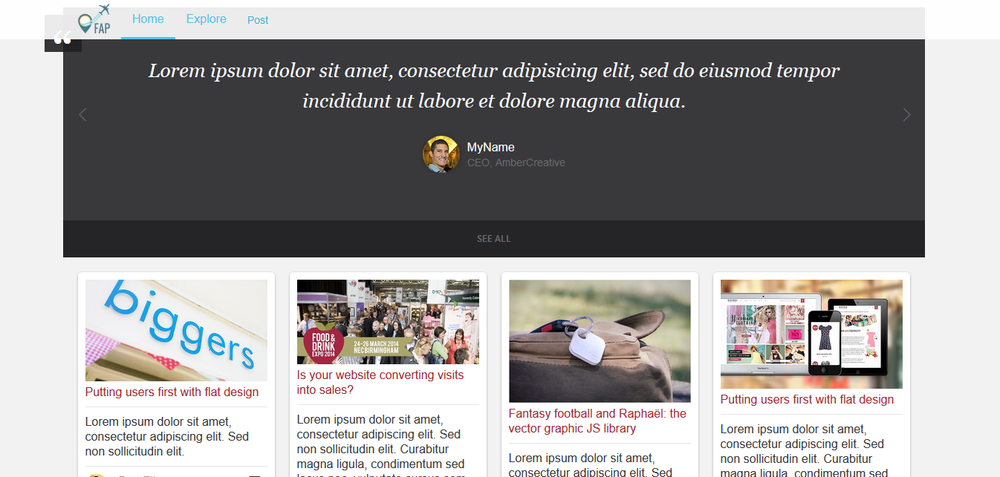 FAP
Home
Explore
Post
“
Lorem ipsum dolor sit amet, consectetur adipisicing elit, sed do eiusmod tempor
incididunt ut labore et dolore magna aliqua.
MyName
CEO, AmberCreative
SEE ALL
biggers
Putting users first with flat design
Lorem ipsum dolor sit amet,
consectetur adipiscing elit. Sed
non sollicitudin elit.
FOOD &
DRINK
EXPO 2014
24-26 MARCH 2014
NEC BIRMINGHAM
Is your website converting visits
into sales?
Lorem ipsum dolor sit amet,
consectetur adipiscing elit. Sed
non sollicitudin elit. Curabitur
magna ligula, condimentum sed
Fantasy football and Raphaël: the
vector graphic JS library
Lorem ipsum dolor sit amet,
consectetur adipiscing elit. Sed
Women's
CLOTHING
Putting users first with flat design
Lorem ipsum dolor sit amet,
consectetur adipiscing elit. Sed
non sollicitudin elit. Curabitur
magna ligula, condimentum sed